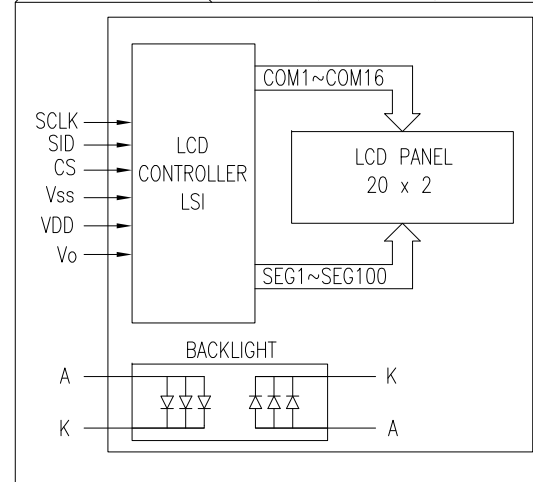 COM1~COM16
SCLK
SID
CS
Vss
VDD
Vo
LCD
CONTROLLER
LSI
LCD PANEL
20 x 2
SEG1~SEG100
BACKLIGHT
A
K
K
A